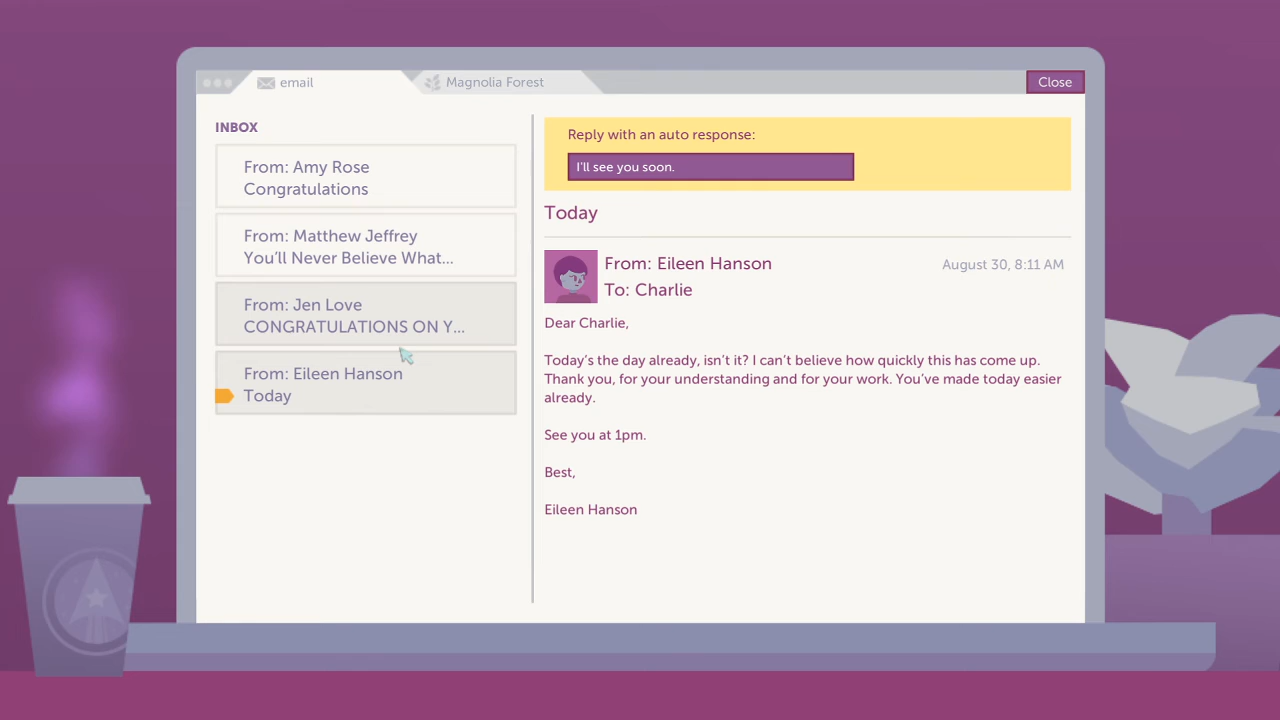 email
Magnolia Forest
Close
INBOX
From: Amy Rose
Congratulations
From: Matthew Jeffrey
You'll Never Believe What...
From: Jen Love
CONGRATULATIONS ON Y...
From: Eileen Hanson
Today
Reply with an auto response:
I'll see you soon.
Today
From: Eileen Hanson
August 30, 8:11 AM
To: Charlie
Dear Charlie,
Today's the day already, isn't it? I can't believe how quickly this has come up.
Thank you, for your understanding and for your work. You've made today easier
already.
See you at 1pm.
Best,
Eileen Hanson